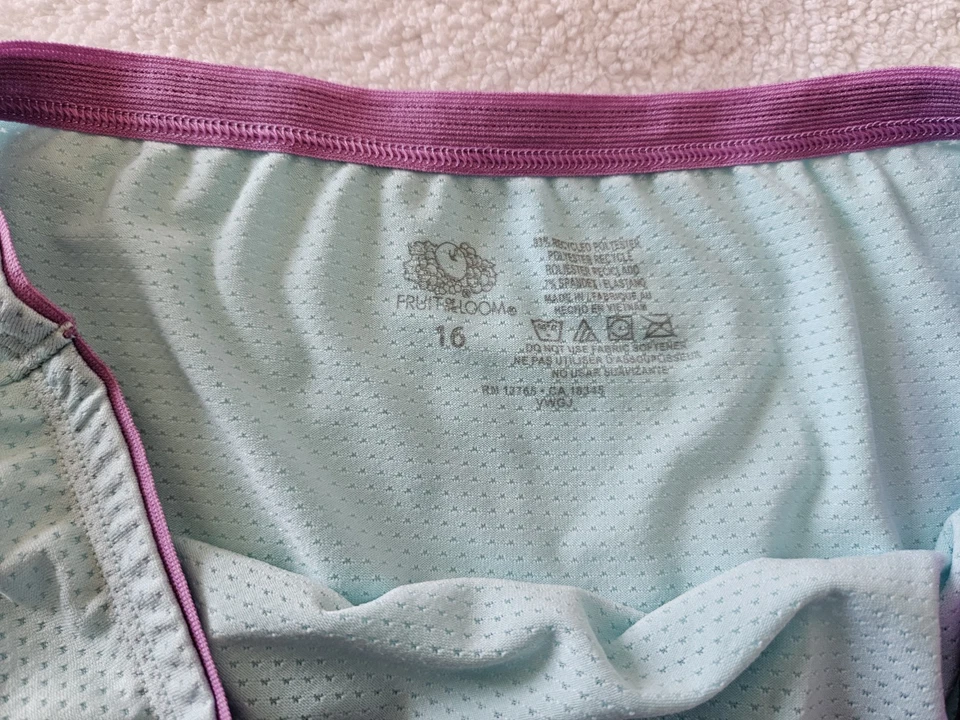 FRUIT OF THE LOOM®
16
93% RECYCLED POLYESTER
POLYESTER RECYCLÉ
POLIÉSTER RECICLADO
7% SPANDEX / ELASTANO
MADE IN / FABRIQUÉ AU
HECHO EN VIETNAM
DO NOT USE FABRIC SOFTENER
NE PAS UTILISER D'ASSOUPLISSEUR
NO USAR SUAVIZANTE
RN 12765 • CA 18345
VWGJ